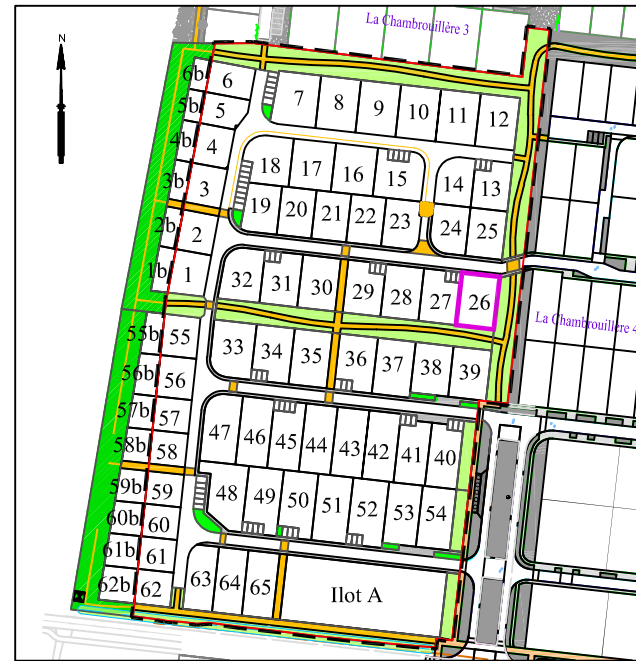 La Chambrouillère 3
N
6b 6 7 8 9 10 11 12
5b 5
4b 4 18 17 16 15 14 13
3b 3 19 20 21 22 23 24 25
2b 2
1b 1 32 31 30 29 28 27 26
La Chambrouillère 4
55b 55 33 34 35 36 37 38 39
56b 56
57b 57 47 46 45 44 43 42 41 40
58b 58
59b 59 48 49 50 51 52 53 54
60b 60
61b 61
62b 62 63 64 65 Ilot A